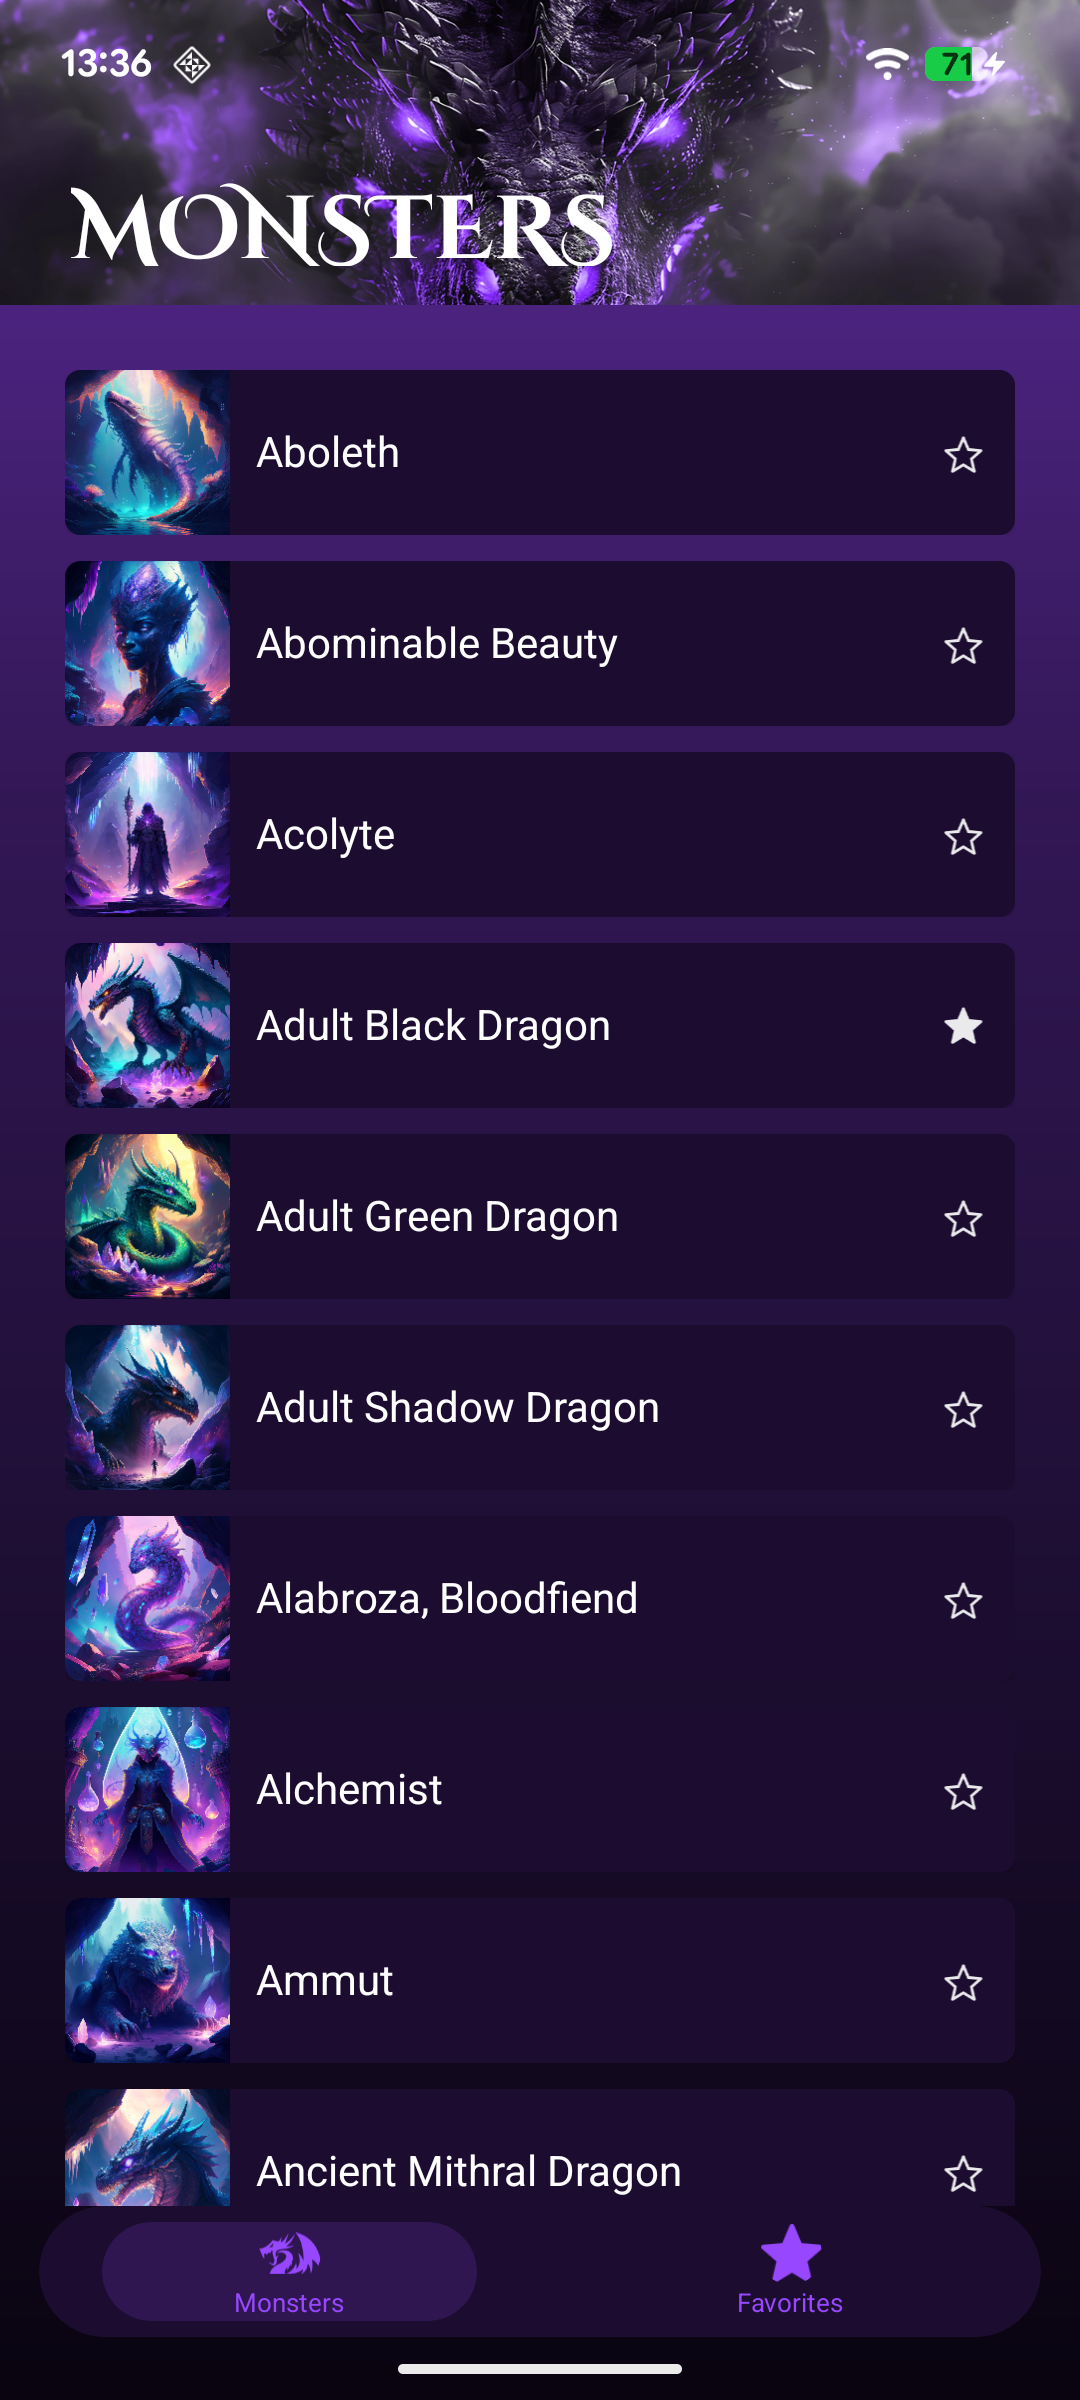 13:36
71
MONSTERS
Aboleth
Abominable Beauty
Acolyte
Adult Black Dragon
Adult Green Dragon
Adult Shadow Dragon
Alabroza, Bloodfiend
Alchemist
Ammut
Ancient Mithral Dragon
Monsters
Favorites